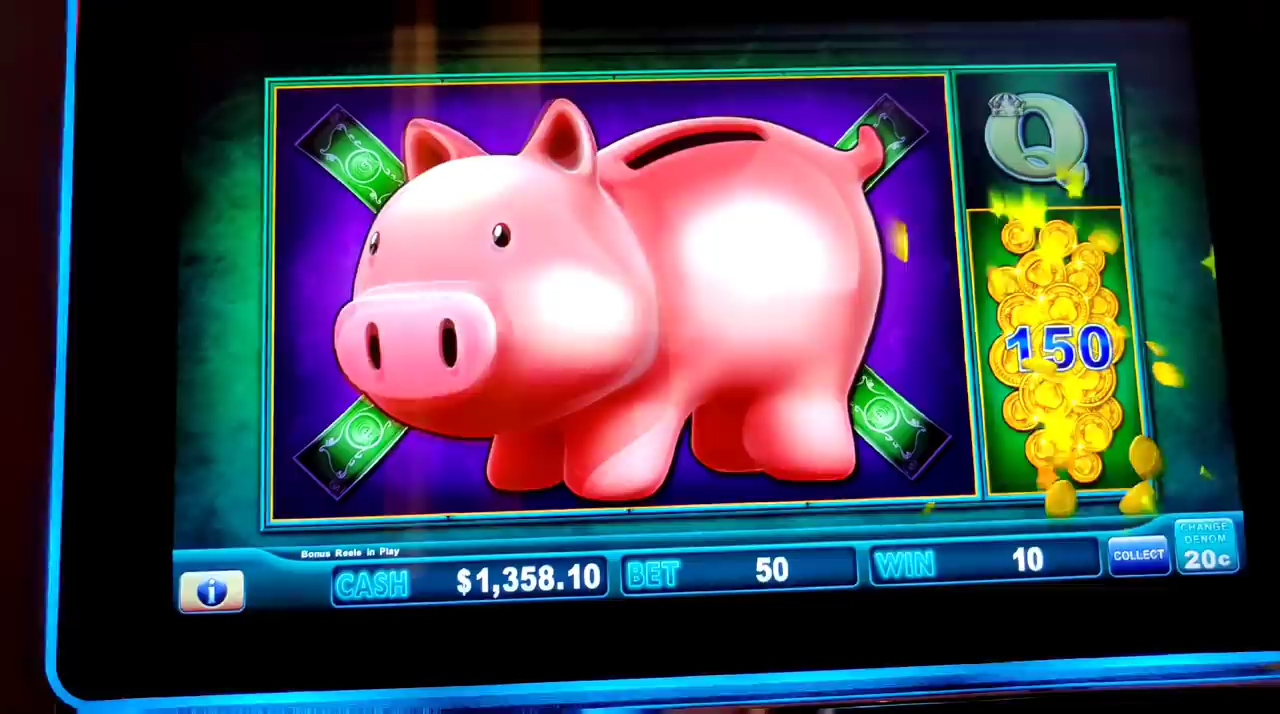 Q
150
Bonus Reels in Play
CASH $1,358.10 BET 50 WIN 10
COLLECT
CHANGE
DENOM
20c
i